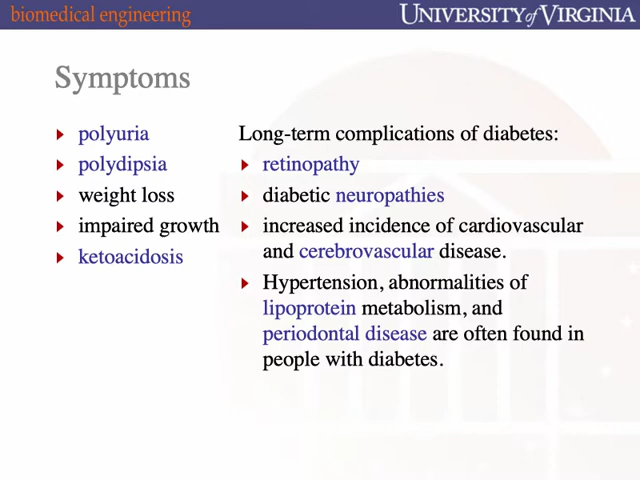 biomedical engineering
UNIVERSITY of VIRGINIA
Symptoms
polyuria
polydipsia
weight loss
impaired growth
ketoacidosis
Long-term complications of diabetes:
retinopathy
diabetic neuropathies
increased incidence of cardiovascular
and cerebrovascular disease.
Hypertension, abnormalities of
lipoprotein metabolism, and
periodontal disease are often found in
people with diabetes.